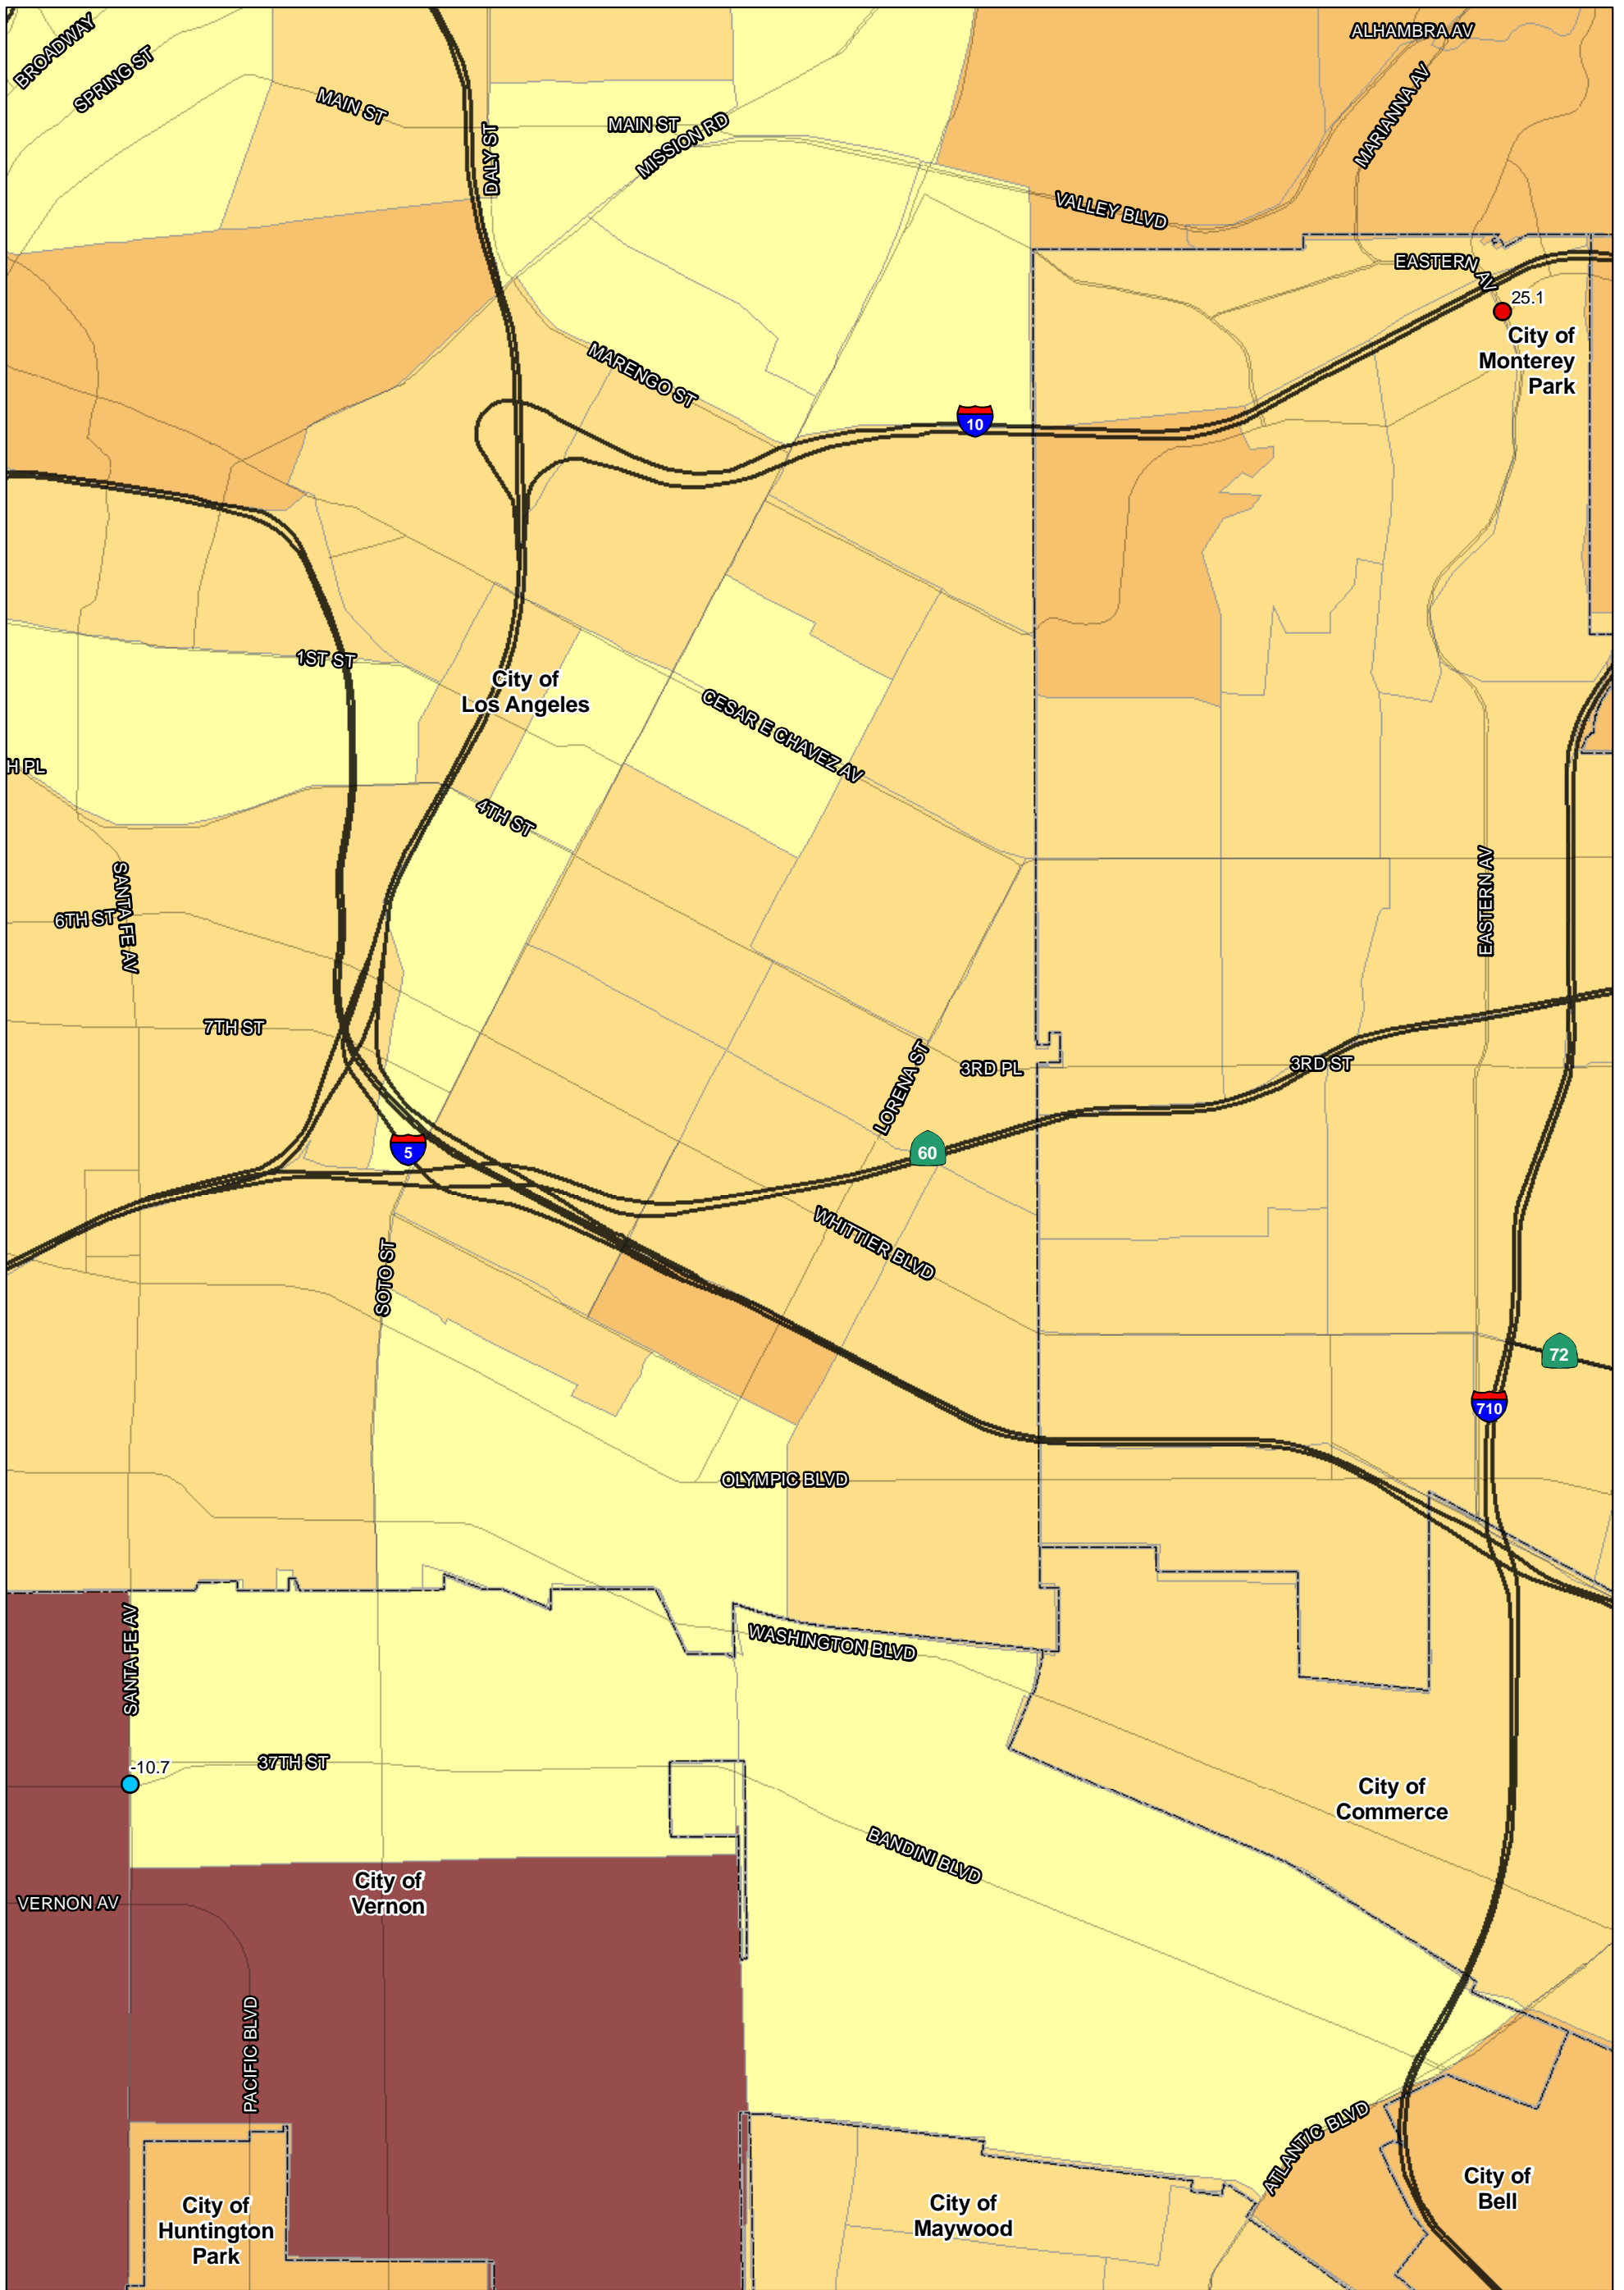 BROADWAY
SPRING ST
MAIN ST
DALY ST
MAIN ST
MISSION RD
ALHAMBRA AV
MARIANNA AV
VALLEY BLVD
EASTERN AV
25.1
City of
Monterey
Park
MARENGO ST
10
1ST ST
City of
Los Angeles
CESAR E CHAVEZ AV
H PL
4TH ST
SANTA FE AV
6TH ST
EASTERN AV
7TH ST
LORENA ST
3RD PL
3RD ST
5
60
WHITTIER BLVD
SOTO ST
72
710
OLYMPIC BLVD
SANTA FE AV
WASHINGTON BLVD
-10.7
37TH ST
City of
Commerce
BANDINI BLVD
City of
Vernon
VERNON AV
PACIFIC BLVD
ATLANTIC BLVD
City of
Huntington
Park
City of
Maywood
City of
Bell